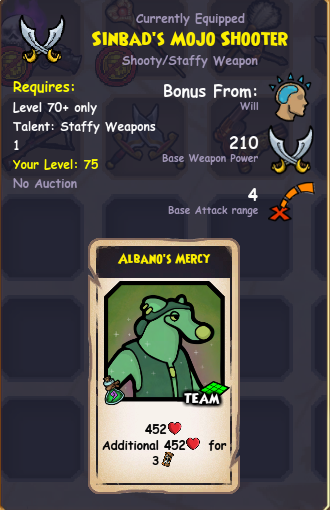 Currently Equipped
SINBAD'S MOJO SHOOTER
Shooty/Staffy Weapon
Requires:
Level 70+ only
Talent: Staffy Weapons
1
Your Level: 75
No Auction
Bonus From:
Will
210
Base Weapon Power
4
Base Attack range
ALBANO'S MERCY
TEAM
452
Additional 452 for
3